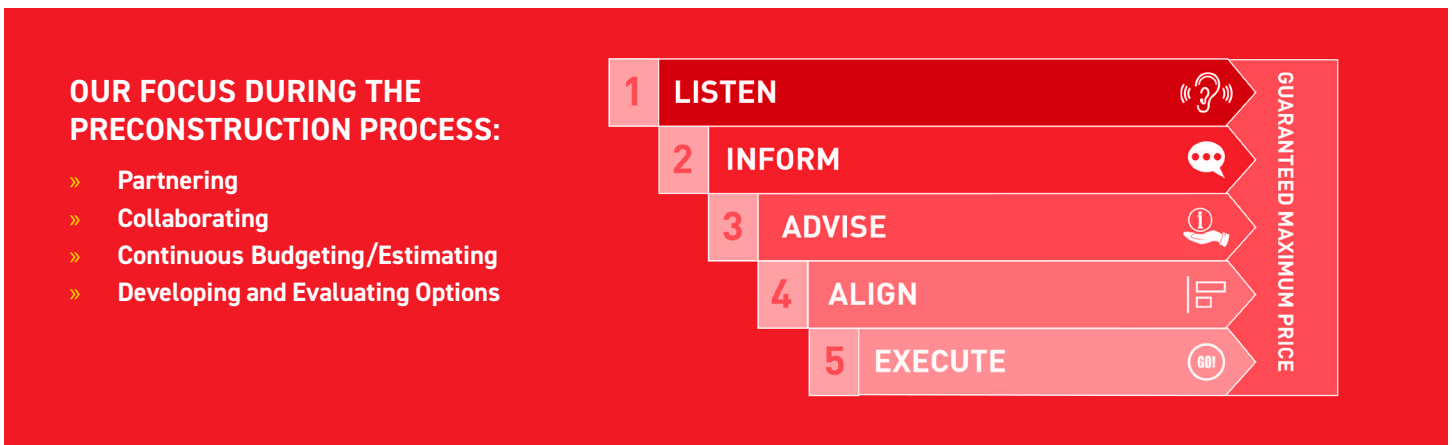 OUR FOCUS DURING THE
PRECONSTRUCTION PROCESS:
» Partnering
» Collaborating
» Continuous Budgeting/Estimating
» Developing and Evaluating Options
1 LISTEN
2 INFORM
3 ADVISE
4 ALIGN
5 EXECUTE
GO!
GUARANTEED MAXIMUM PRICE